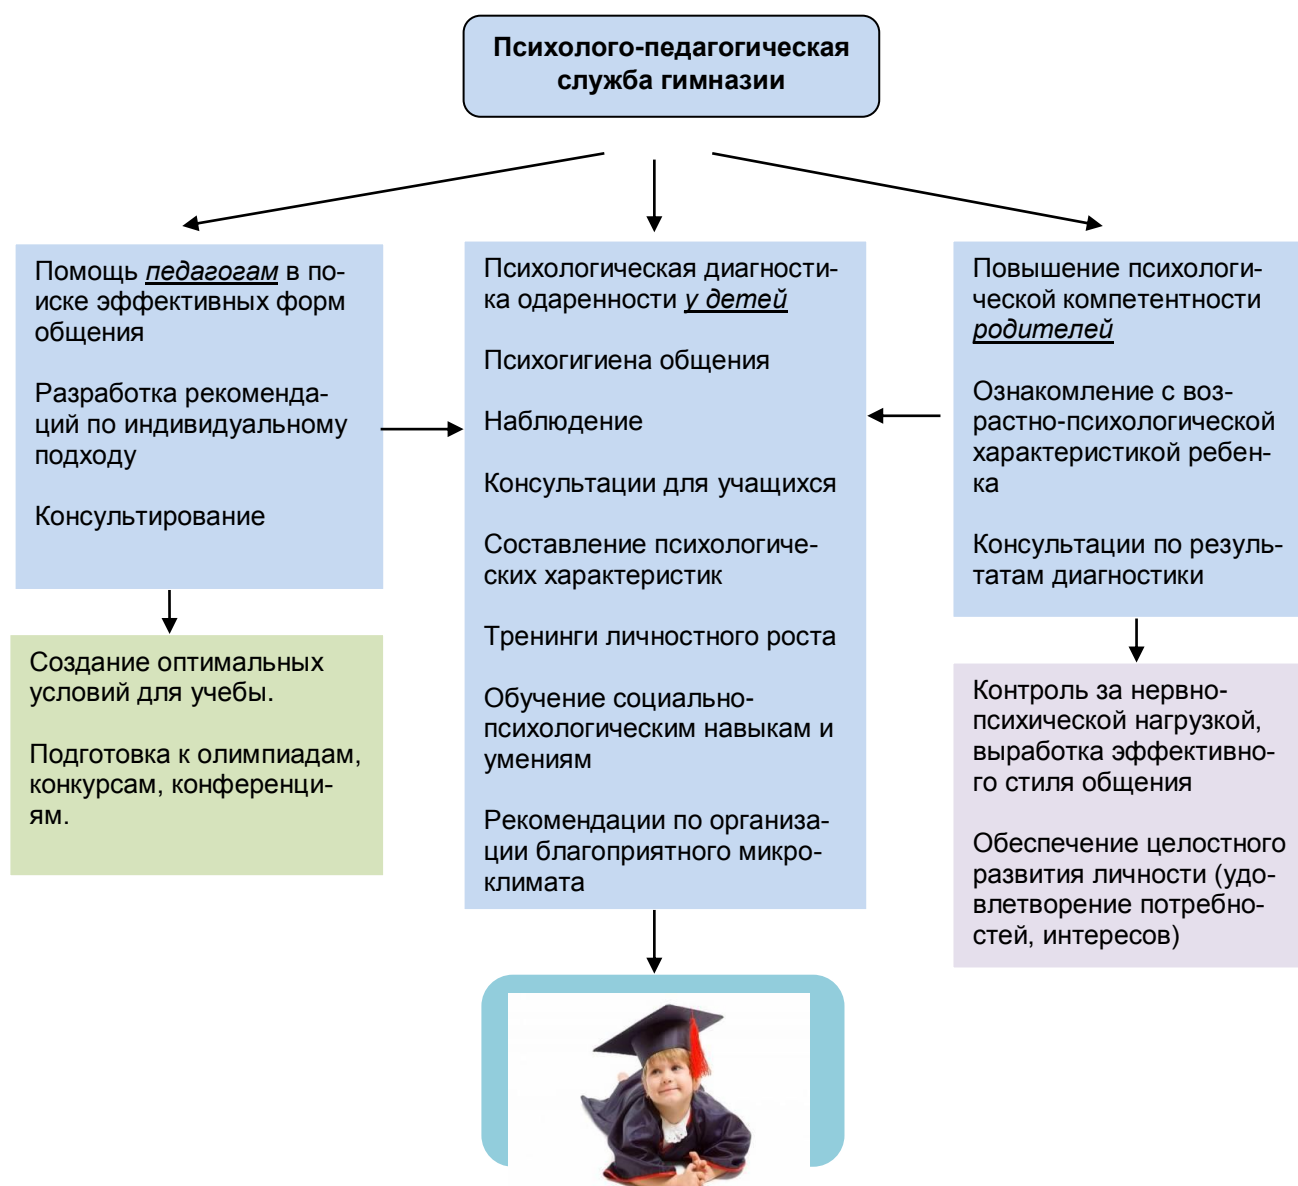 Психолого-педагогическая
служба гимназии
Помощь педагогам в по-
иске эффективных форм
общения
Разработка рекоменда-
ций по индивидуальному
подходу
Консультирование
Создание оптимальных
условий для учебы.
Подготовка к олимпиадам,
конкурсам, конференци-
ям.
Психологическая диагности-
ка одаренности у детей
Психогигиена общения
Наблюдение
Консультации для учащихся
Составление психологиче-
ских характеристик
Тренинги личностного роста
Обучение социально-
психологическим навыкам и
умениям
Рекомендации по организа-
ции благоприятного микро-
климата
Повышение психологи-
ческой компетентности
родителей
Ознакомление с воз-
растно-психологической
характеристикой ребен-
ка
Консультации по резуль-
татам диагностики
Контроль за нервно-
психической нагрузкой,
выработка эффективно-
го стиля общения
Обеспечение целостного
развития личности (удо-
влетворение потребно-
стей, интересов)